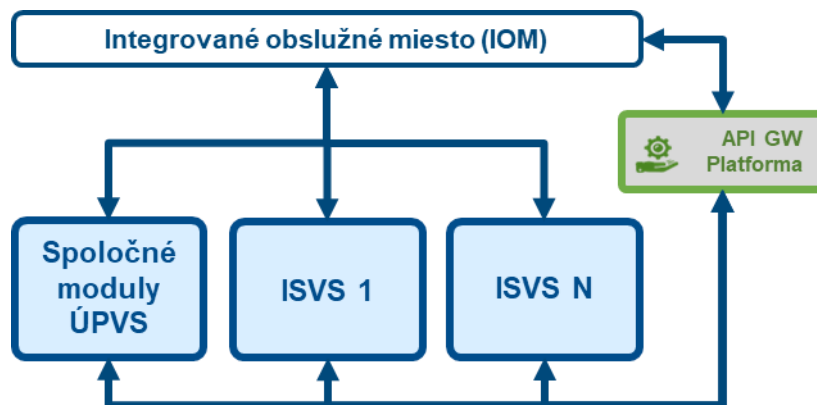 Integrované obslužné miesto (IOM)
API GW
Platforma
Spoločné
moduly
ÚPVS
ISVS 1
ISVS N